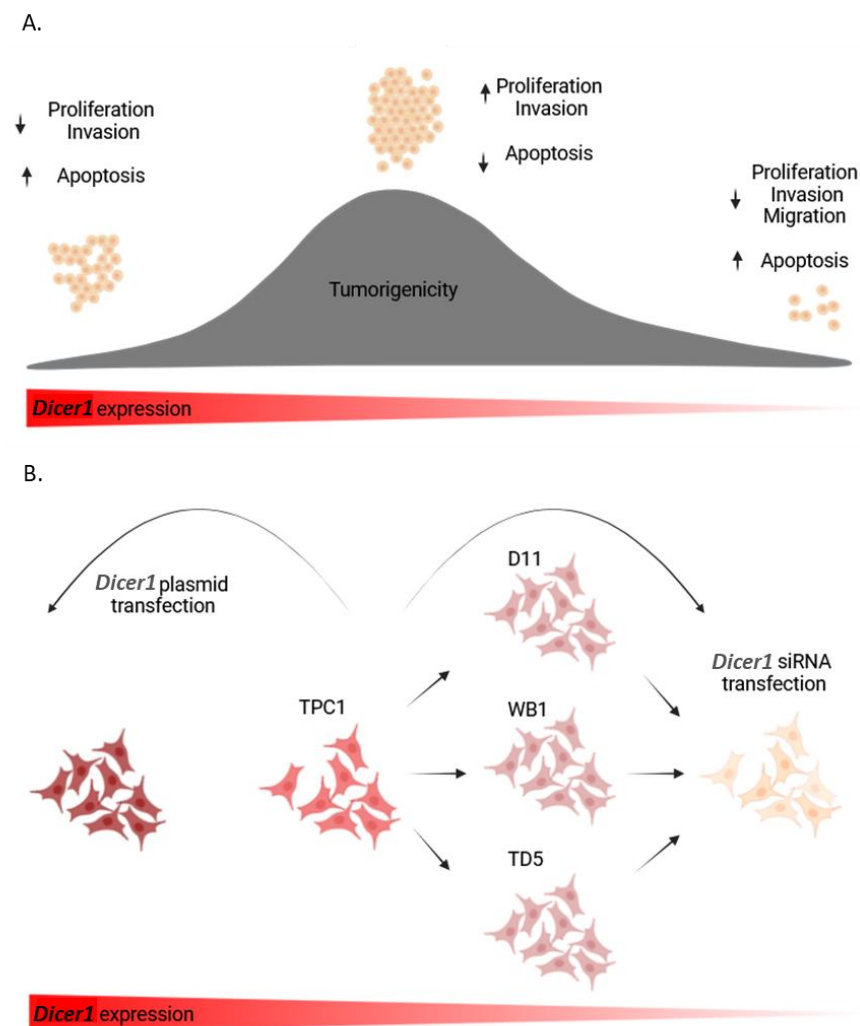 A.
Proliferation
Invasion
Apoptosis
Proliferation
Invasion
Apoptosis
Proliferation
Invasion
Migration
Apoptosis
Tumorigenicity
Dicer1 expression
B.
Dicer1 plasmid
transfection
TPC1
D11
WB1
TD5
Dicer1 siRNA
transfection
Dicer1 expression